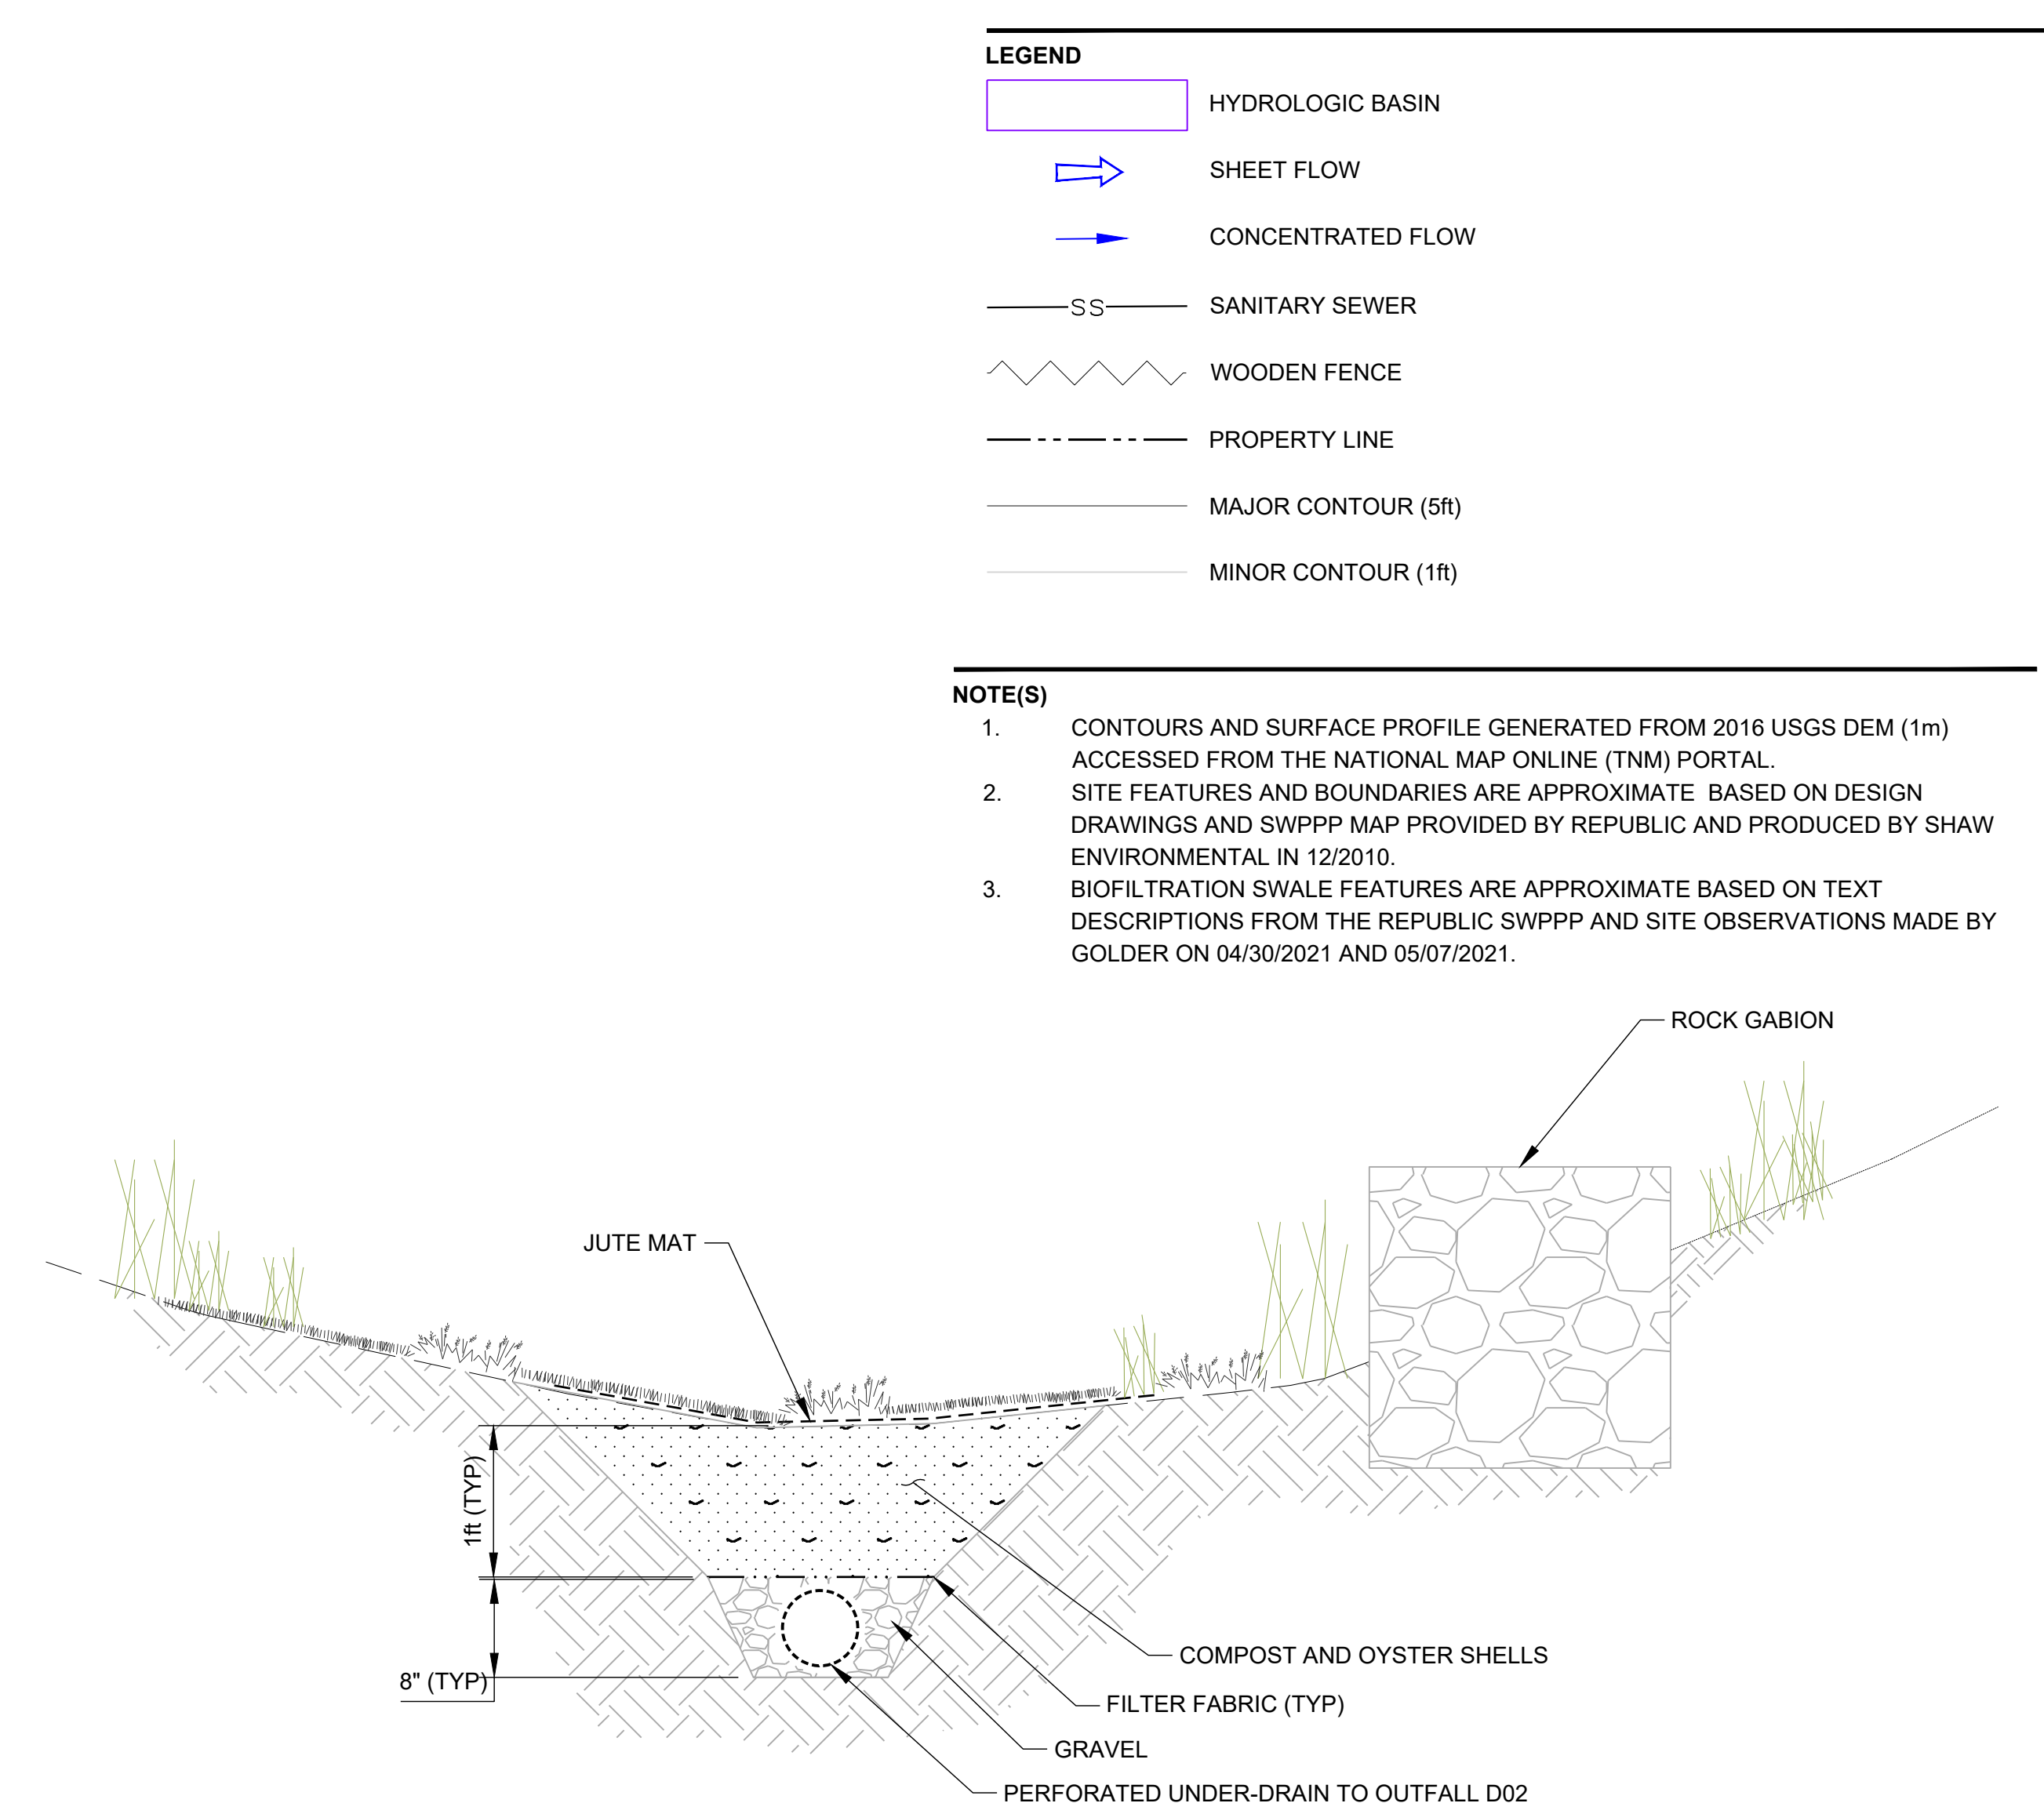 LEGEND
HYDROLOGIC BASIN
SHEET FLOW
CONCENTRATED FLOW
SS
SANITARY SEWER
WOODEN FENCE
PROPERTY LINE
MAJOR CONTOUR (5ft)
MINOR CONTOUR (1ft)
NOTE(S)
1. CONTOURS AND SURFACE PROFILE GENERATED FROM 2016 USGS DEM (1m)
ACCESSED FROM THE NATIONAL MAP ONLINE (TNM) PORTAL.
2. SITE FEATURES AND BOUNDARIES ARE APPROXIMATE BASED ON DESIGN
DRAWINGS AND SWPPP MAP PROVIDED BY REPUBLIC AND PRODUCED BY SHAW
ENVIRONMENTAL IN 12/2010.
3. BIOFILTRATION SWALE FEATURES ARE APPROXIMATE BASED ON TEXT
DESCRIPTIONS FROM THE REPUBLIC SWPPP AND SITE OBSERVATIONS MADE BY
GOLDER ON 04/30/2021 AND 05/07/2021.
ROCK GABION
JUTE MAT
1ft (TYP)
8" (TYP)
COMPOST AND OYSTER SHELLS
FILTER FABRIC (TYP)
GRAVEL
PERFORATED UNDER-DRAIN TO OUTFALL D02